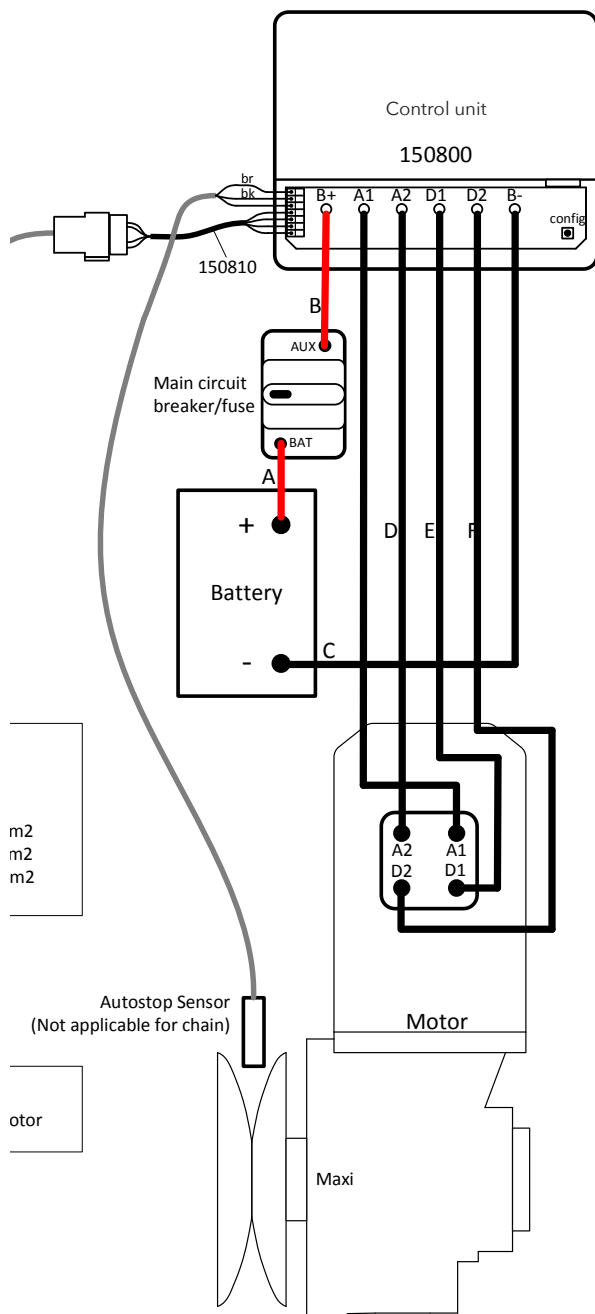 Control unit
150800
br
bk
B+ A1 A2 D1 D2 B-
config
150810
B
AUX
Main circuit
breaker/fuse
BAT
A
+
D E F
Battery
C
-
m2
m2
m2
A2 A1
D2 D1
Autostop Sensor
(Not applicable for chain)
Motor
otor
Maxi